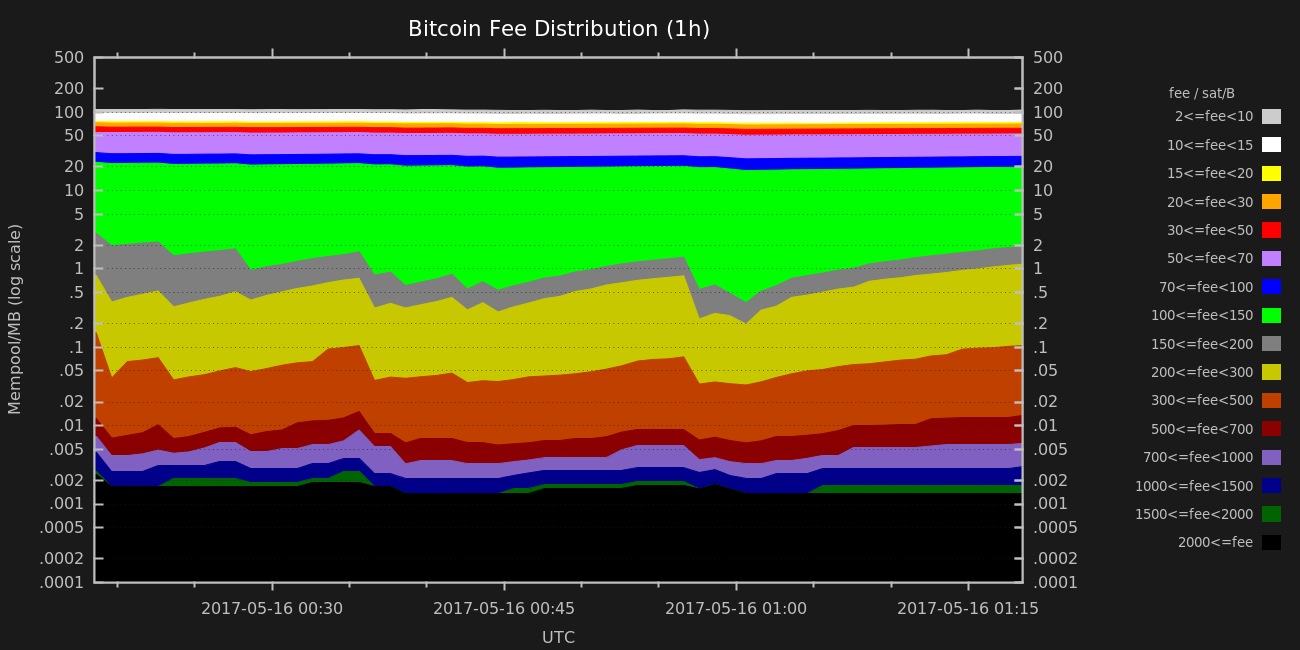 Bitcoin Fee Distribution (1h)
Mempool/MB (log scale)
500
200
100
50
20
10
5
2
1
.5
.2
.1
.05
.02
.01
.005
.002
.001
.0005
.0002
.0001
500
200
100
50
20
10
5
2
1
.5
.2
.1
.05
.02
.01
.005
.002
.001
.0005
.0002
.0001
2017-05-16 00:30 2017-05-16 00:45 2017-05-16 01:00 2017-05-16 01:15
UTC
fee / sat/B
2<=fee<10
10<=fee<15
15<=fee<20
20<=fee<30
30<=fee<50
50<=fee<70
70<=fee<100
100<=fee<150
150<=fee<200
200<=fee<300
300<=fee<500
500<=fee<700
700<=fee<1000
1000<=fee<1500
1500<=fee<2000
2000<=fee